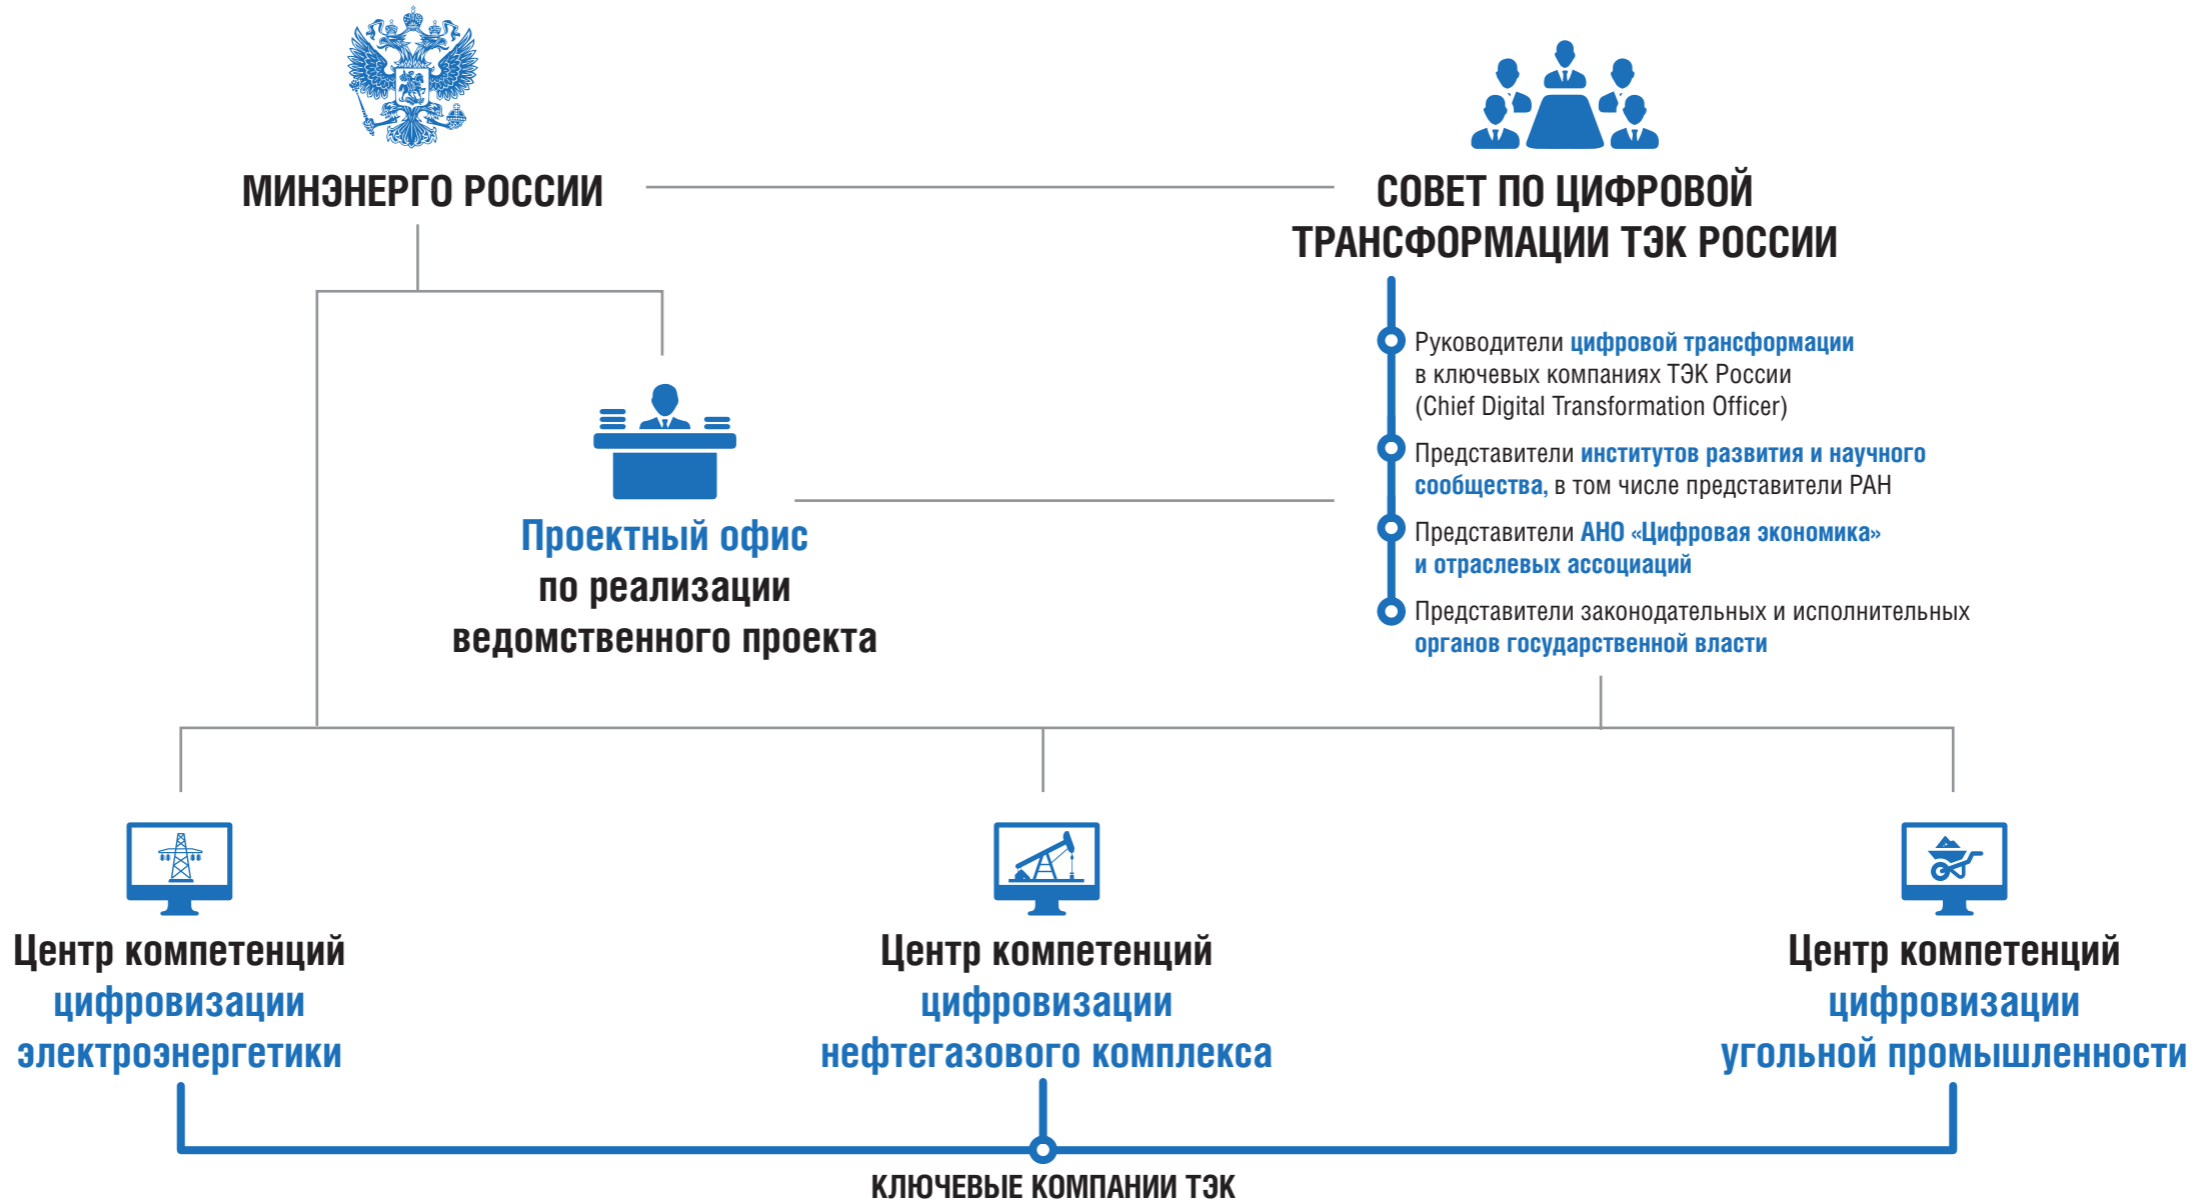 МИНЭНЕРГО РОССИИ
СОВЕТ ПО ЦИФРОВОЙ
ТРАНСФОРМАЦИИ ТЭК РОССИИ
Руководители цифровой трансформации
в ключевых компаниях ТЭК России
(Chief Digital Transformation Officer)
Представители институтов развития и научного
сообщества, в том числе представители РАН
Представители АНО «Цифровая экономика»
и отраслевых ассоциаций
Представители законодательных и исполнительных
органов государственной власти
Проектный офис
по реализации
ведомственного проекта
Центр компетенций
цифровизации
электроэнергетики
Центр компетенций
цифровизации
нефтегазового комплекса
Центр компетенций
цифровизации
угольной промышленности
КЛЮЧЕВЫЕ КОМПАНИИ ТЭК